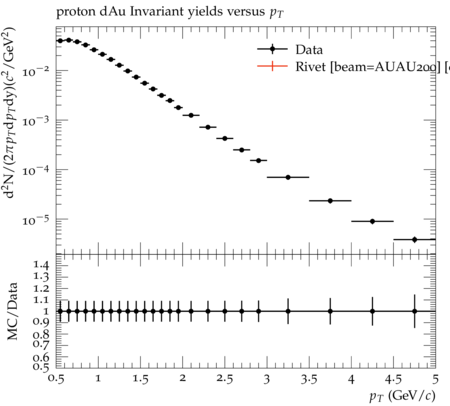 proton dAu Invariant yields versus p_T
d²N/(2πp_Tdp_Tdy)(c²/GeV²)
10⁻²
10⁻³
10⁻⁴
10⁻⁵
Data
Rivet [beam=AUAU200] [
MC/Data
1.4
1.3
1.2
1.1
1
0.9
0.8
0.7
0.6
0.5
0.5 1 1.5 2 2.5 3 3.5 4 4.5 5
p_T (GeV/c)